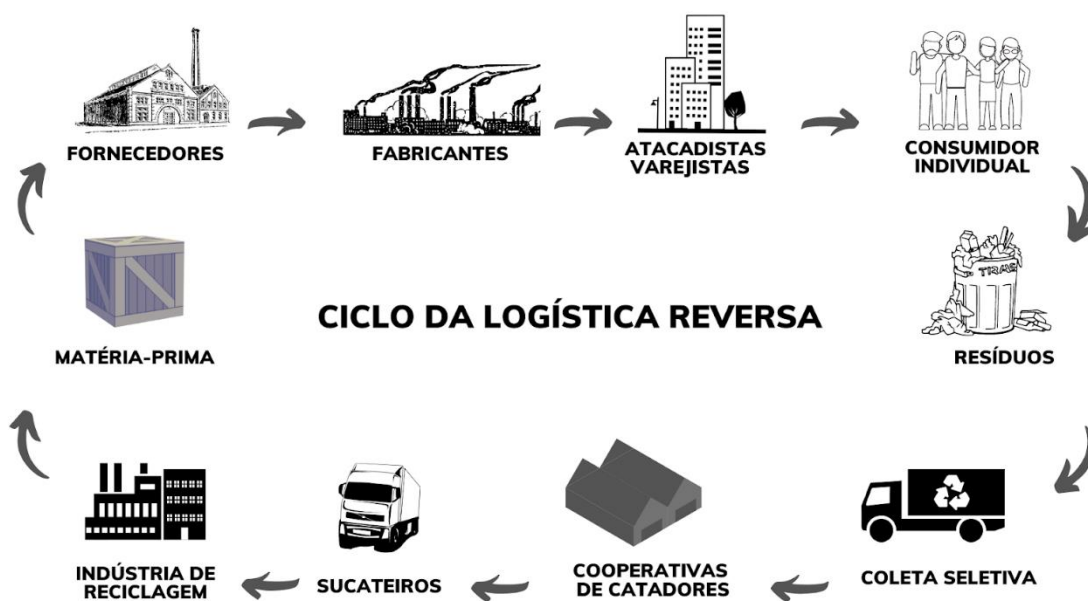 FORNECEDORES
FABRICANTES
ATACADISTAS
VAREJISTAS
CONSUMIDOR
INDIVIDUAL
MATÉRIA-PRIMA
CICLO DA LOGÍSTICA REVERSA
RESÍDUOS
INDÚSTRIA DE
RECICLAGEM
SUCATEIROS
COOPERATIVAS
DE CATADORES
COLETA SELETIVA